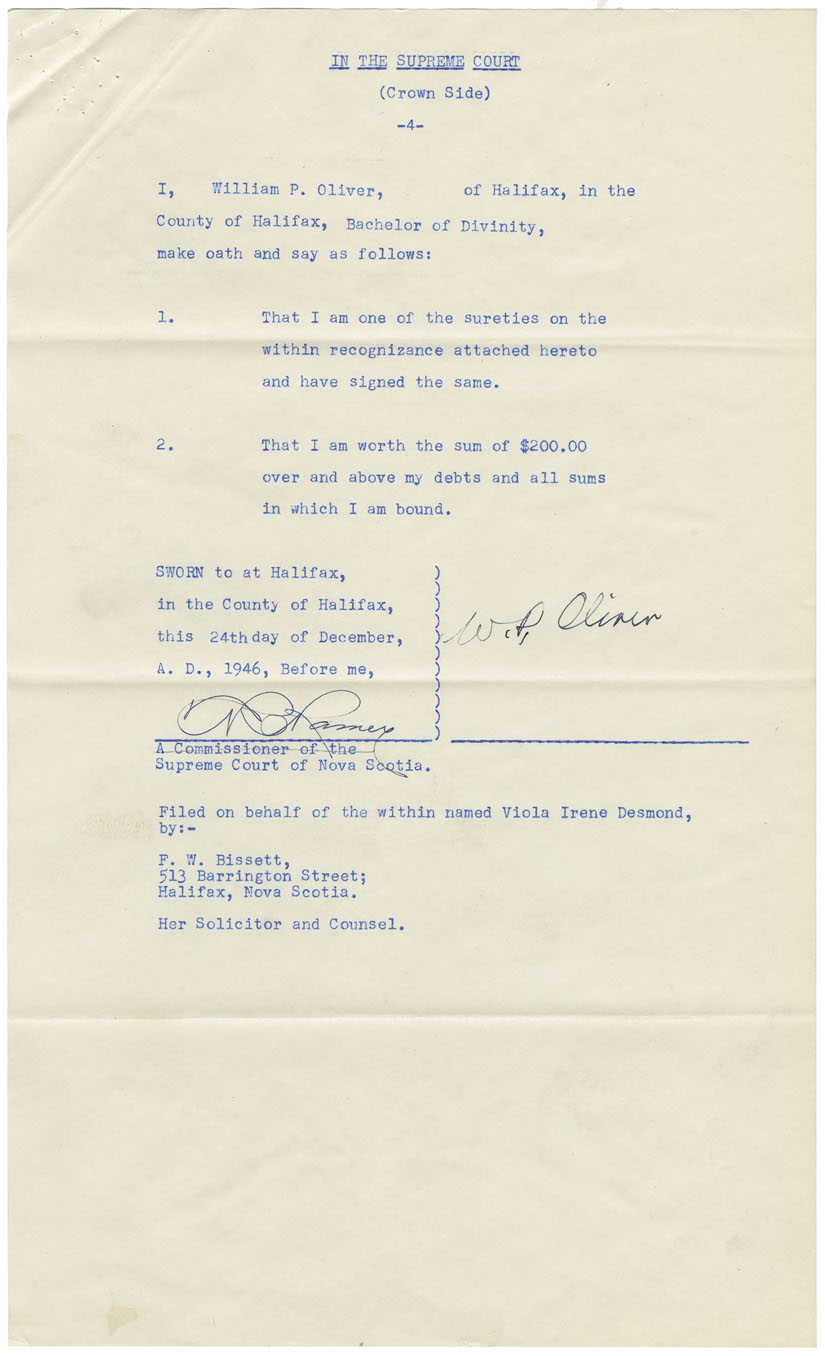 IN THE SUPREME COURT
(Crown Side)
-4-
I, William P. Oliver, of Halifax, in the
County of Halifax, Bachelor of Divinity,
make oath and say as follows:
1. That I am one of the sureties on the
within recognizance attached hereto
and have signed the same.
2. That I am worth the sum of $200.00
over and above my debts and all sums
in which I am bound.
SWORN to at Halifax, )
in the County of Halifax, )
this 24th day of December, ) W. P. Oliver
A. D., 1946, Before me, )
A Commissioner of the
Supreme Court of Nova Scotia.
Filed on behalf of the within named Viola Irene Desmond,
by:-
F. W. Bissett,
513 Barrington Street;
Halifax, Nova Scotia.
Her Solicitor and Counsel.